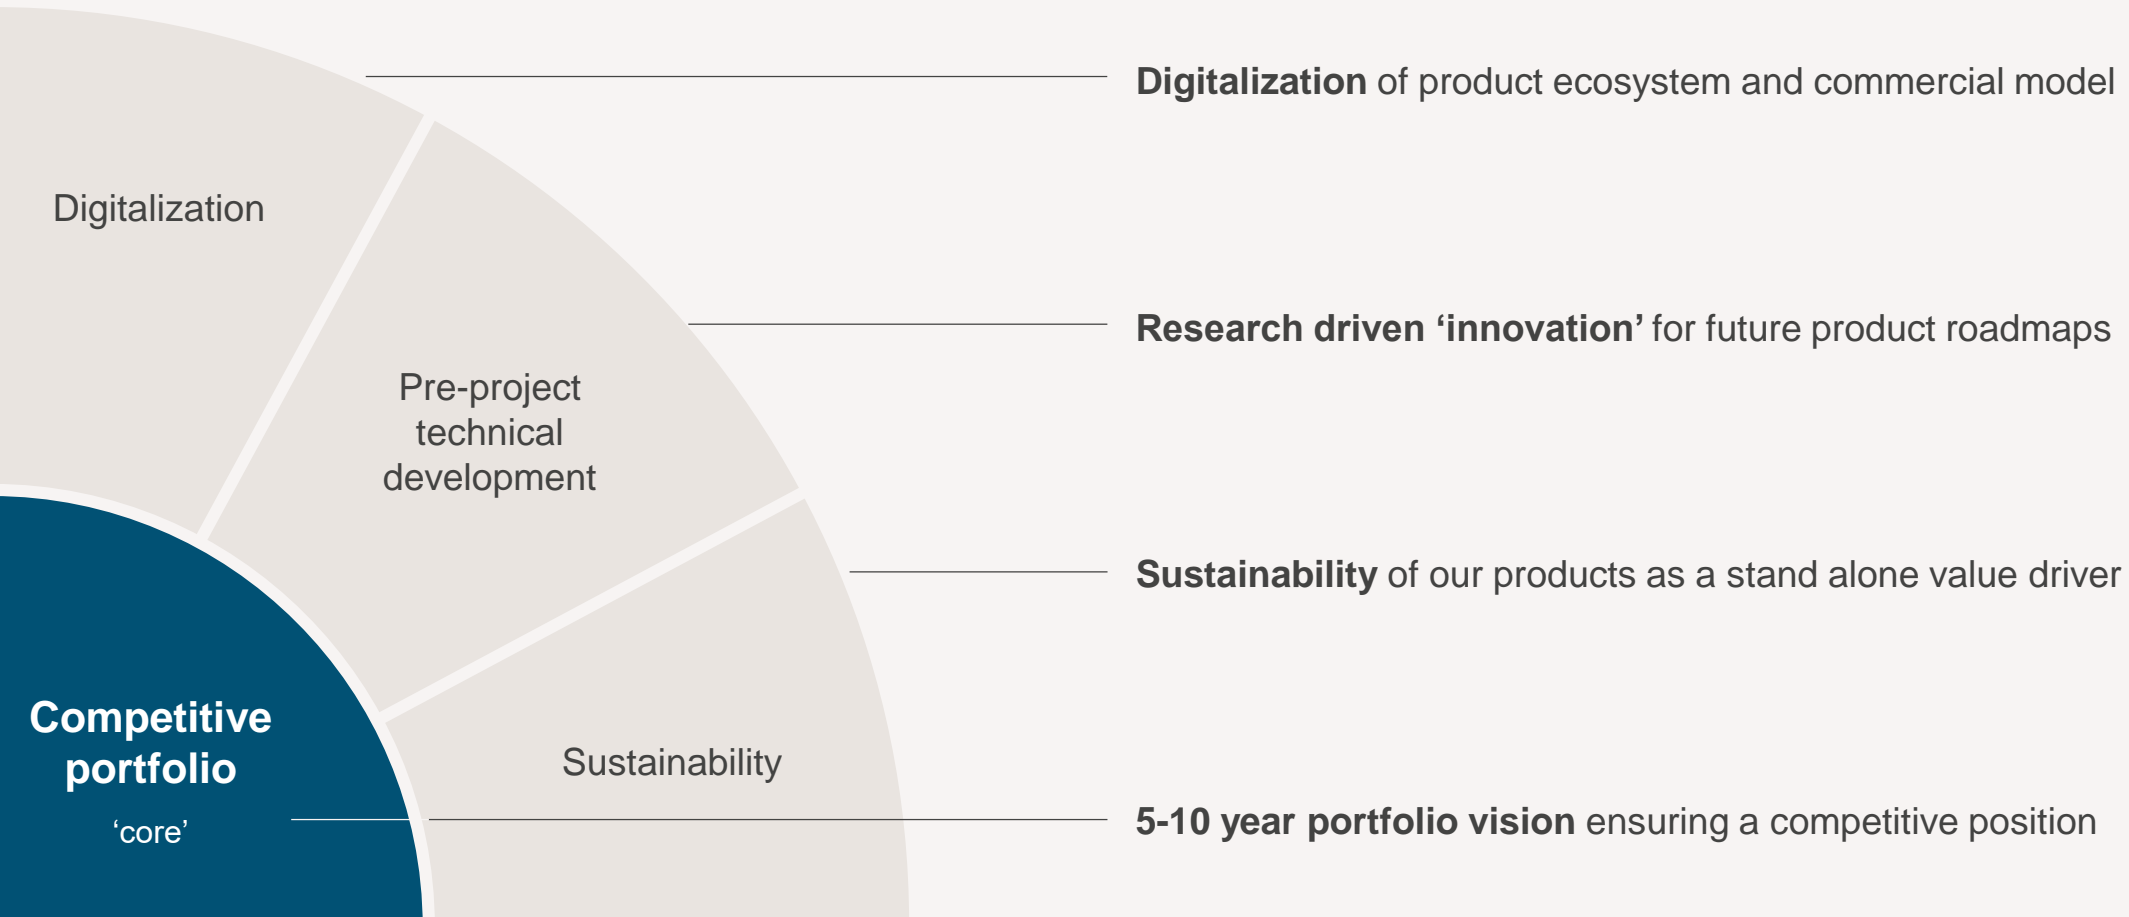 Digitalization of product ecosystem and commercial model
Digitalization
Research driven ‘innovation’ for future product roadmaps
Pre-project
technical
development
Sustainability of our products as a stand alone value driver
Competitive
portfolio
‘core’
Sustainability
5-10 year portfolio vision ensuring a competitive position